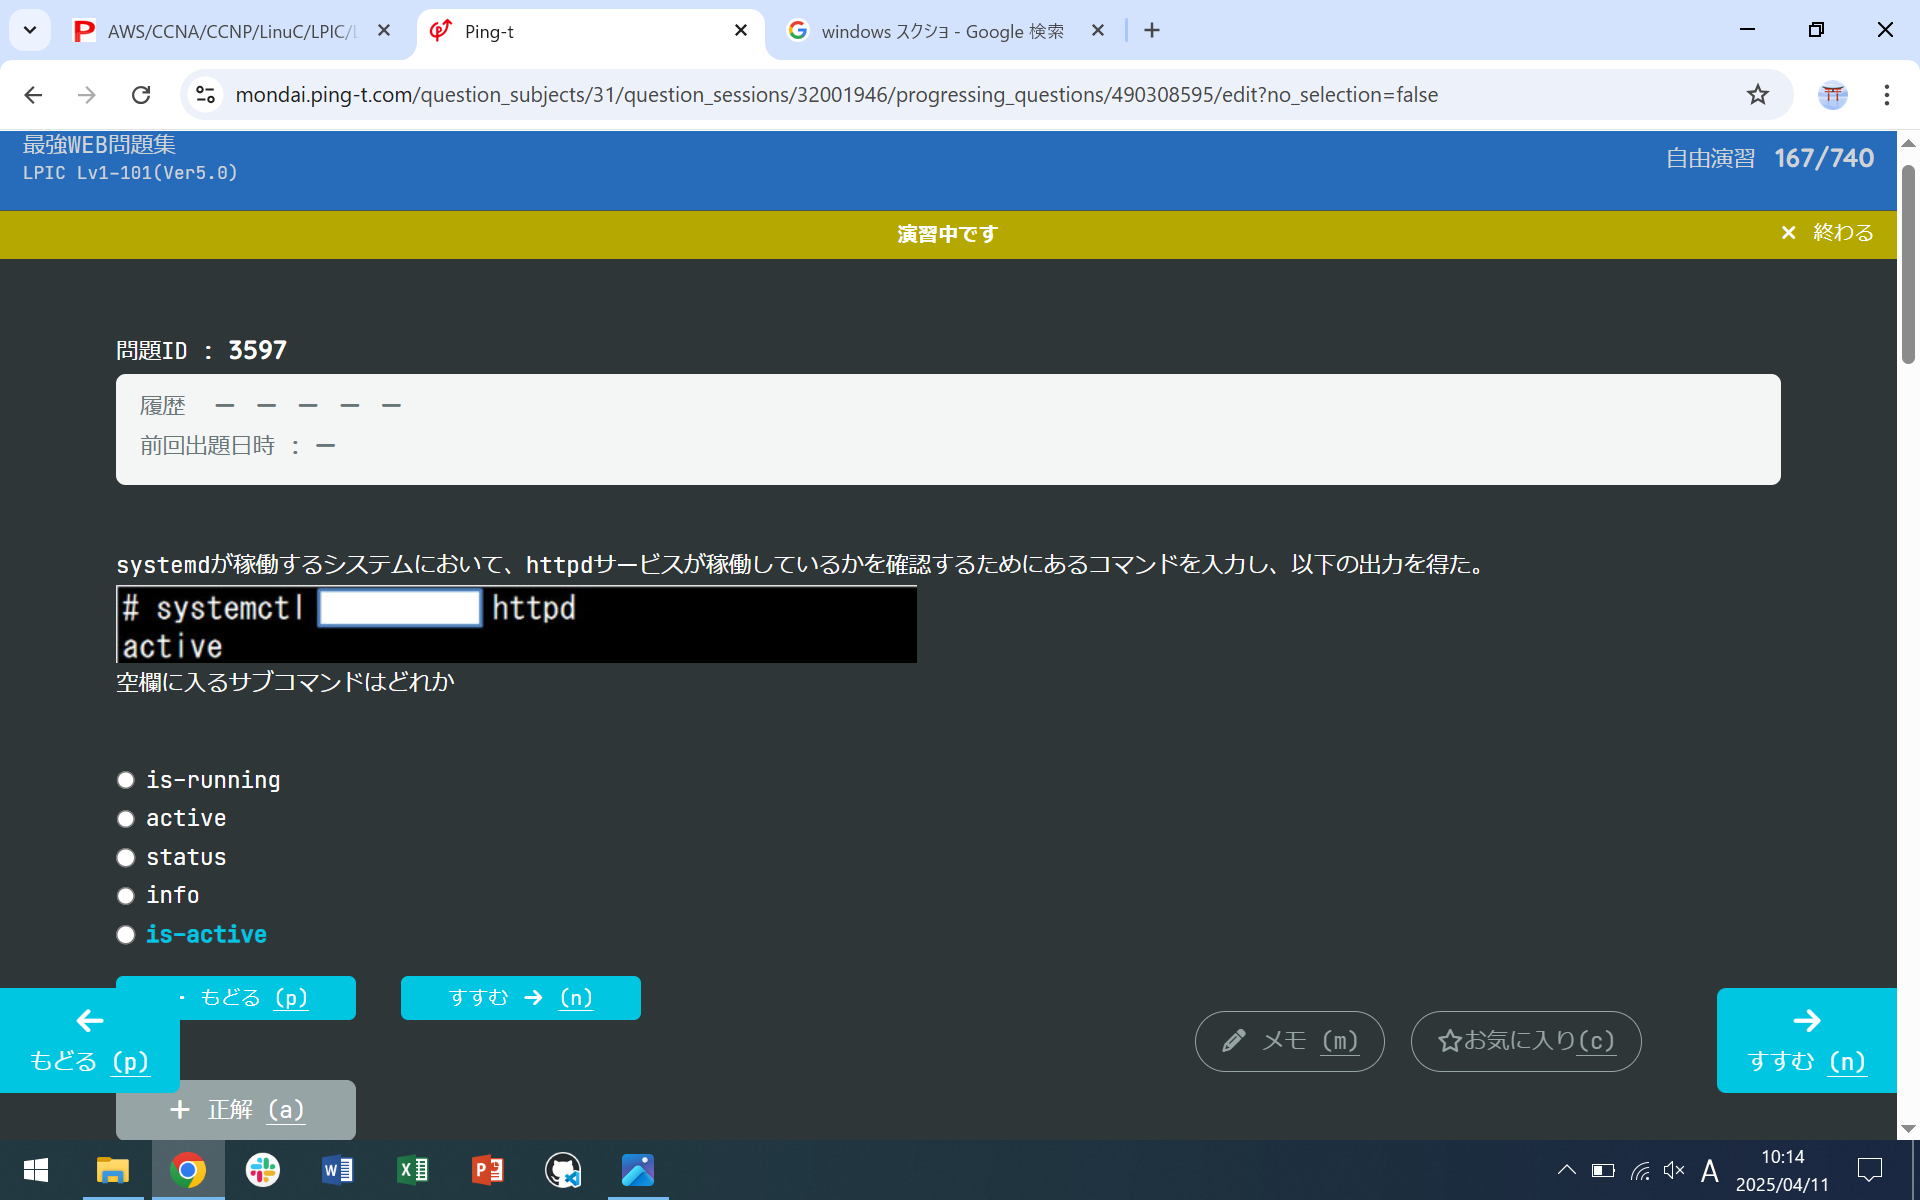 AWS/CCNA/CCNP/LinuC/LPIC/
Ping-t
windows スクショ - Google 検索
mondai.ping-t.com/question_subjects/31/question_sessions/32001946/progressing_questions/490308595/edit?no_selection=false
最強WEB問題集
LPIC Lv1-101(Ver5.0)
自由演習 167/740
演習中です
× 終わる
問題ID : 3597
履歴 ー ー ー ー ー
前回出題日時 : ー
systemdが稼働するシステムにおいて、httpdサービスが稼働しているかを確認するためにあるコマンドを入力し、以下の出力を得た。
# systemctl httpd
active
空欄に入るサブコマンドはどれか
is-running
active
status
info
is-active
もどる (p)
すすむ → (n)
← もどる (p)
メモ (m)
☆お気に入り(c)
→ すすむ (n)
+ 正解 (a)
A
10:14
2025/04/11